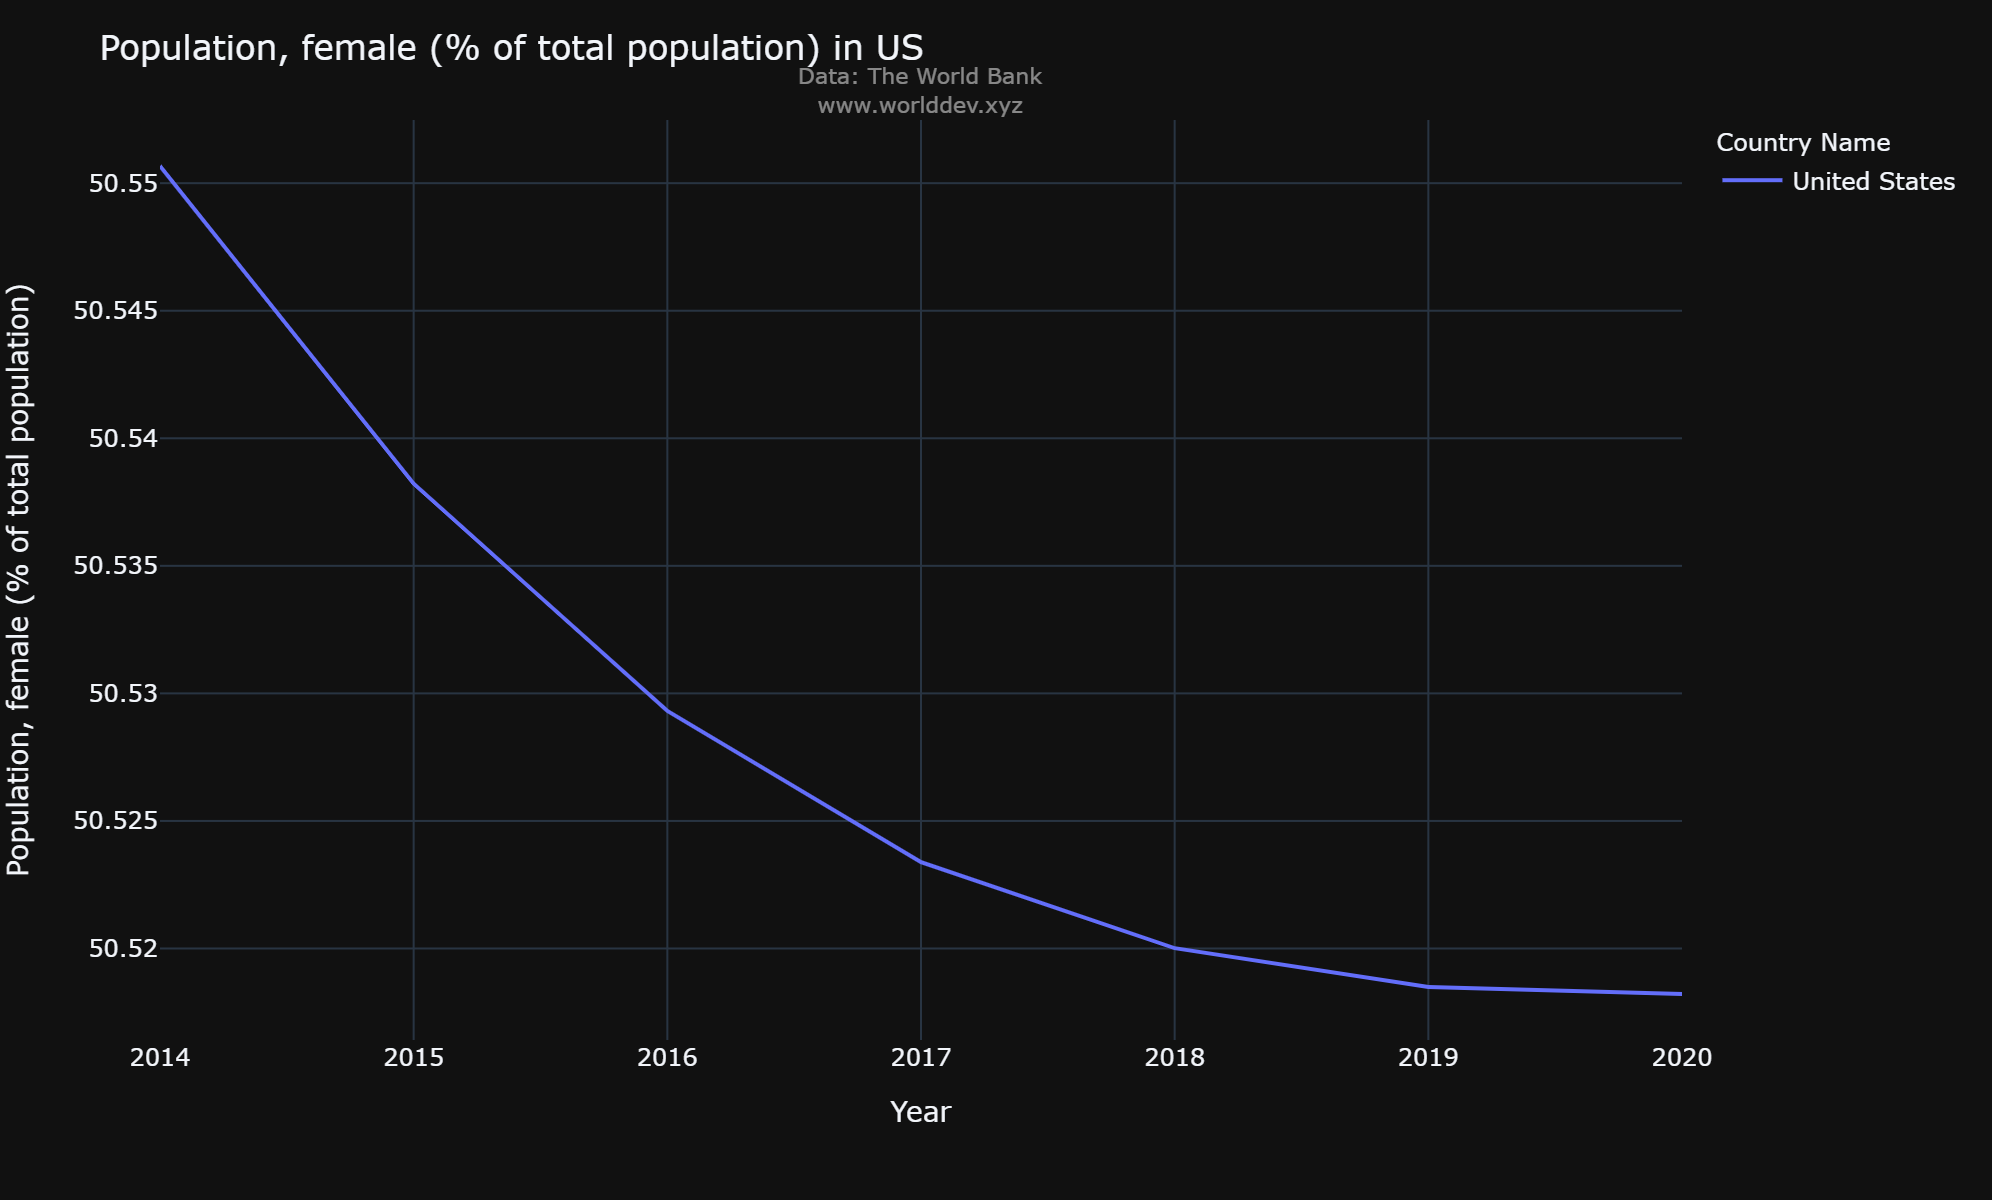 Population, female (% of total population) in US
Data: The World Bank
www.worlddev.xyz
Country Name
United States
Population, female (% of total population)
50.55
50.545
50.54
50.535
50.53
50.525
50.52
2014 2015 2016 2017 2018 2019 2020
Year